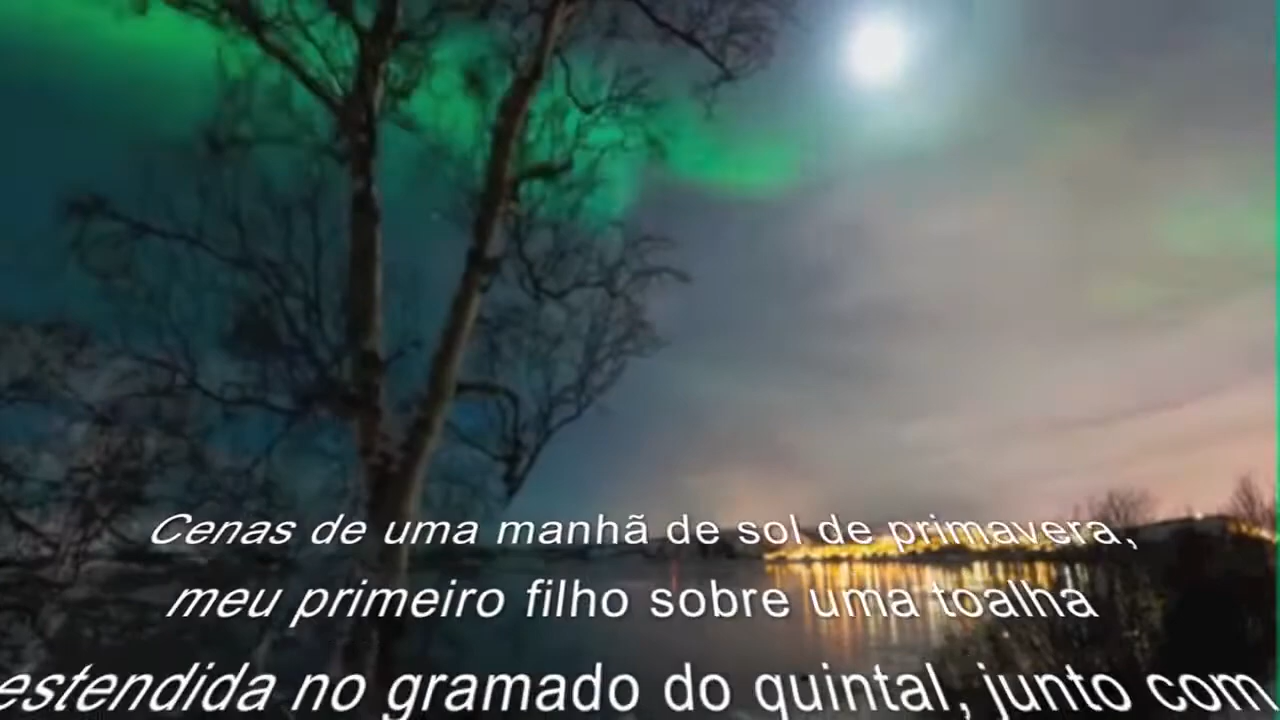 Cenas de uma manhã de sol de primavera,
meu primeiro filho sobre uma toalha
estendida no gramado do quintal, junto com